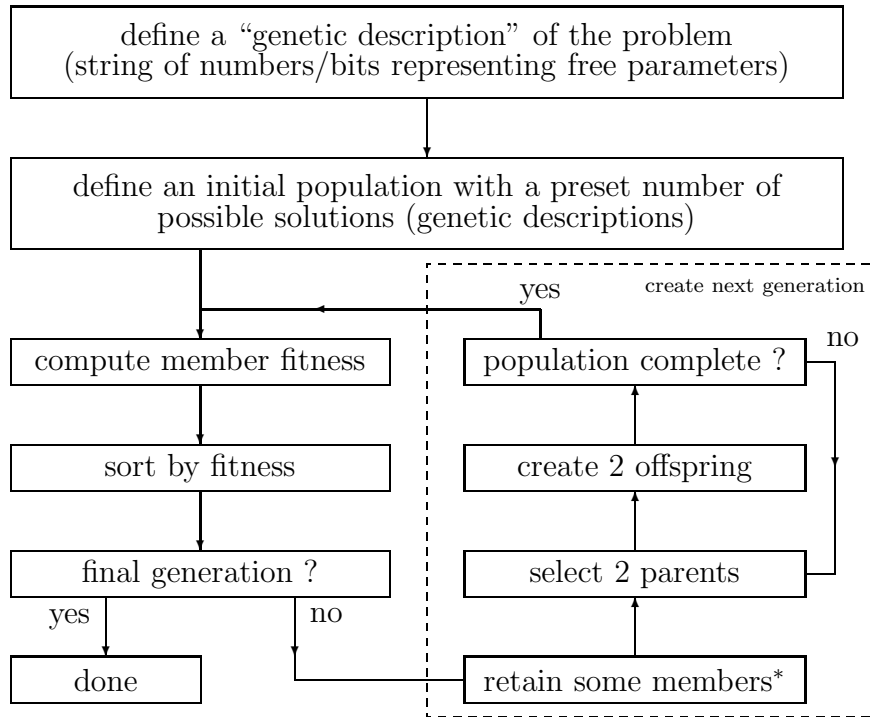 define a “genetic description” of the problem
(string of numbers/bits representing free parameters)
define an initial population with a preset number of
possible solutions (genetic descriptions)
create next generation
yes
compute member fitness
population complete ?
no
sort by fitness
create 2 offspring
final generation ?
select 2 parents
yes
no
done
retain some members*